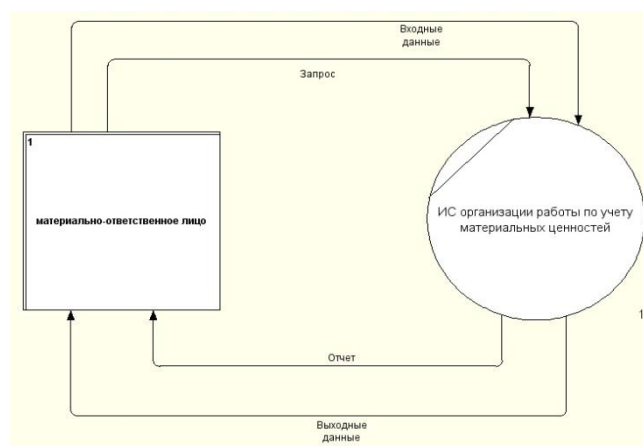 Входные
данные
Запрос
1
материально-ответственное лицо
ИС организации работы по учету
материальных ценностей
1
Отчет
Выходные
данные